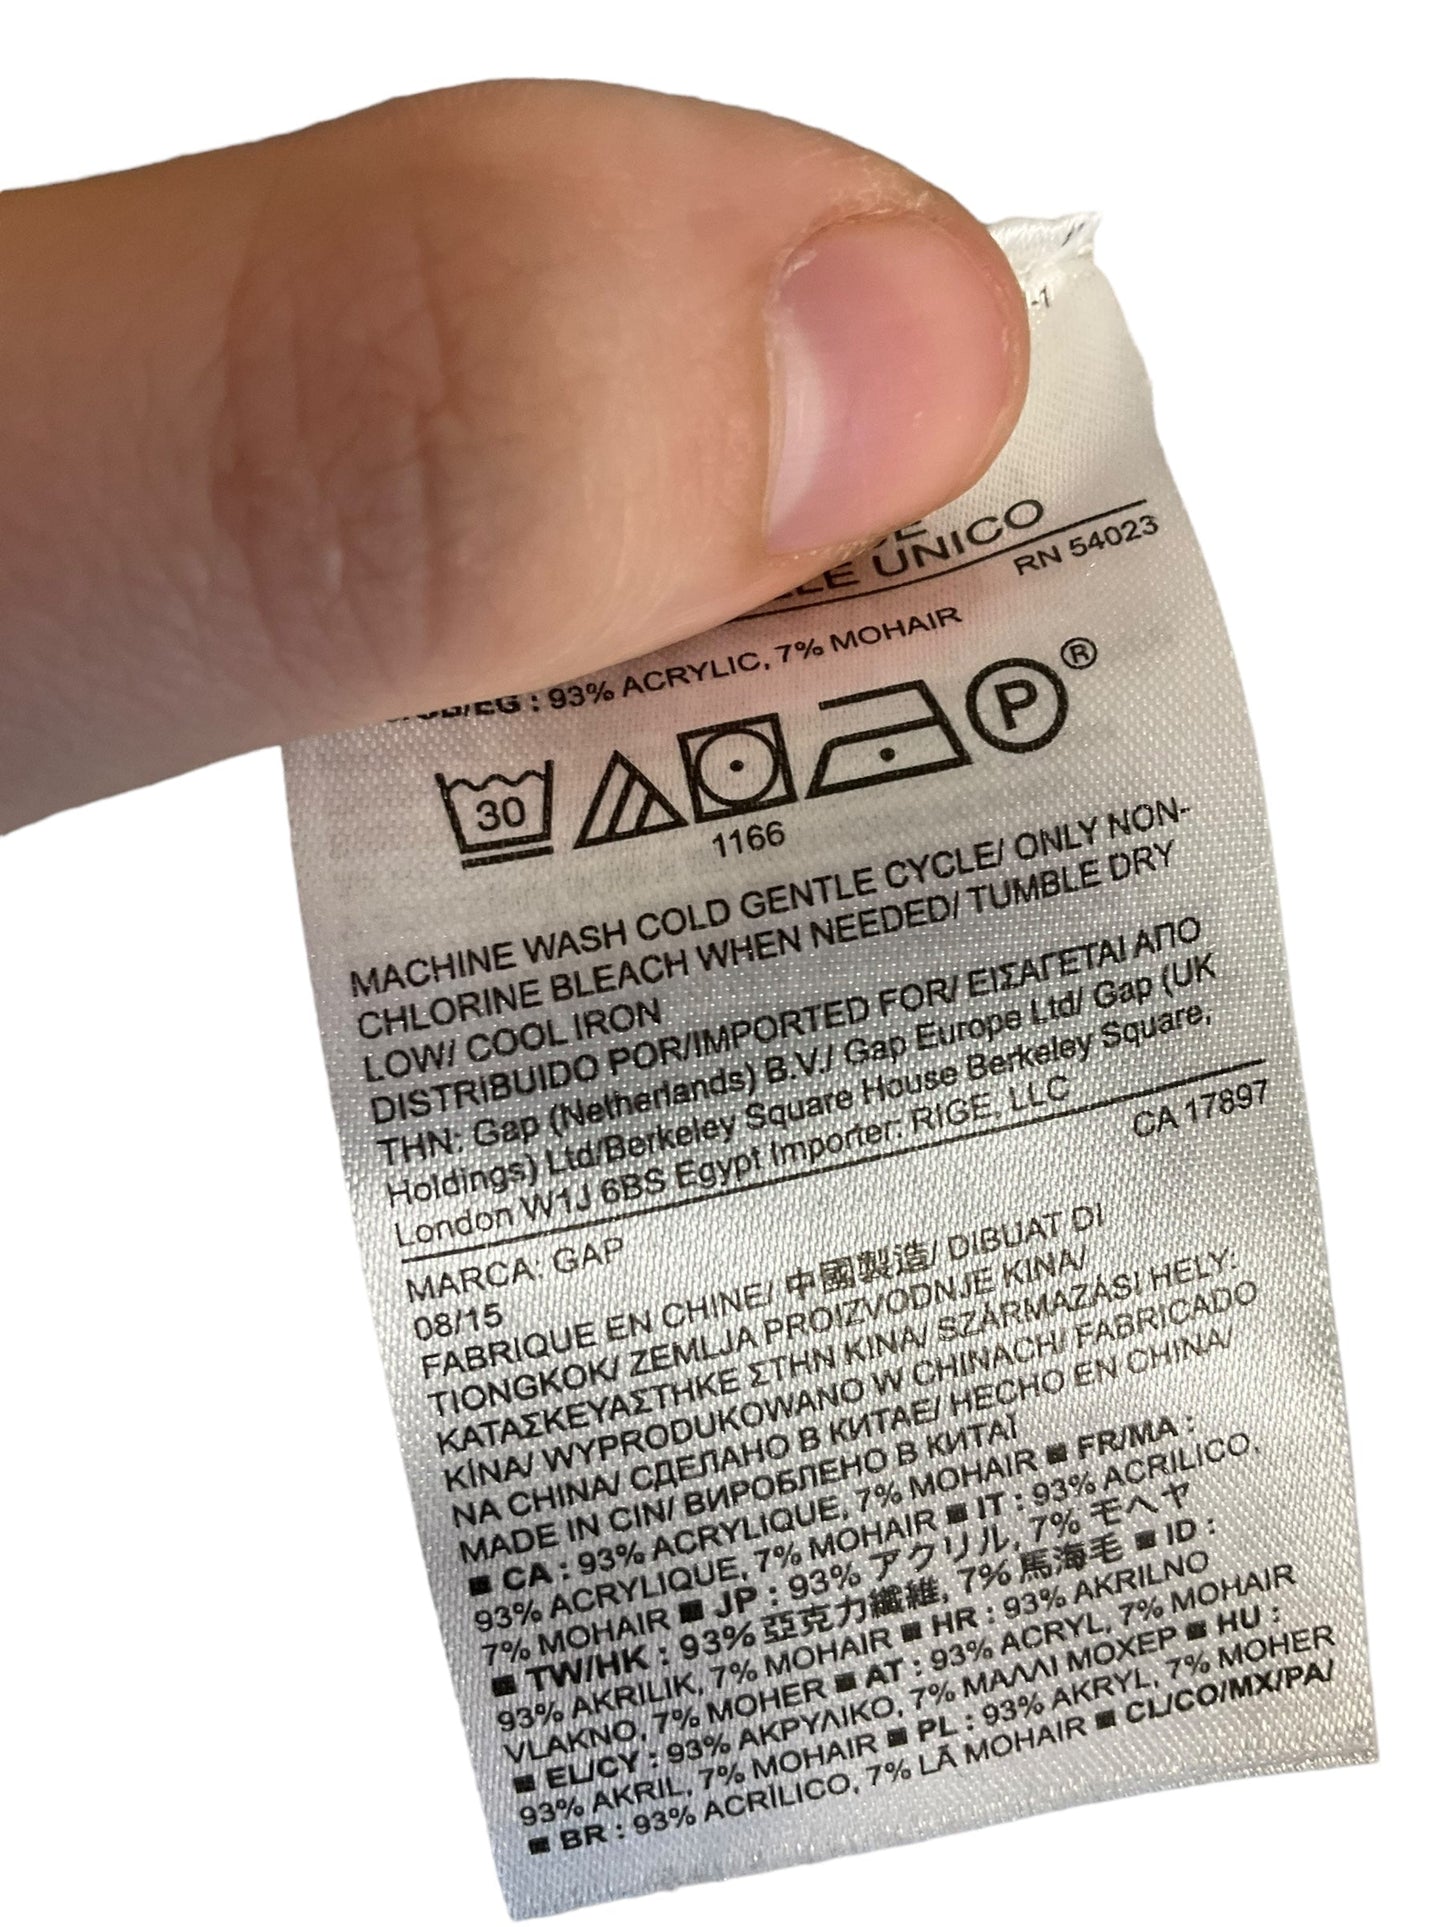 -1
UNICO
RN 54023
: 93% ACRYLIC, 7% MOHAIR
30
P ®
1166
MACHINE WASH COLD GENTLE CYCLE/ ONLY NON-
CHLORINE BLEACH WHEN NEEDED/ TUMBLE DRY
LOW/ COOL IRON
DISTRIBUIDO POR/IMPORTED FOR/ ΕΙΣΑΓΕΤΑΙ ΑΠΟ
ΤΗΝ: Gap (Netherlands) B.V./ Gap Europe Ltd/ Gap (UK
Holdings) Ltd/Berkeley Square House Berkeley Square,
London W1J 6BS Egypt Importer: RIGE, LLC
CA 17897
MARCA: GAP
08/15
FABRIQUE EN CHINE/ 中國製造/ DIBUAT DI
TIONGKOK/ ZEMLJA PROIZVODNJE KINA/
ΚΑΤΑΣΚΕΥΑΣΤΗΚΕ ΣΤΗΝ ΚΙΝΑ/ SZÁRMAZÁSI HELY:
KÍNA/ WYPRODUKOWANO W CHINACH/ FABRICADO
NA CHINA/ СДЕЛАНО В КИТАЕ/ HECHO EN CHINA/
MADE IN CIN/ ВИРОБЛЕНО В КИТАЇ
■ CA : 93% ACRYLIQUE, 7% MOHAIR ■ FR/MA :
93% ACRYLIQUE, 7% MOHAIR ■ IT : 93% ACRILICO,
7% MOHAIR ■ JP : 93% アクリル, 7% モヘヤ
■ TW/HK : 93% 亞克力纖維, 7% 馬海毛 ■ ID :
93% AKRILIK, 7% MOHAIR ■ HR : 93% AKRILNO
VLAKNO, 7% MOHER ■ AT : 93% ACRYL, 7% MOHAIR
■ EL/CY : 93% ΑΚΡΥΛΙΚΟ, 7% ΜΑΛΛΙ ΜΟΧΕΡ ■ HU :
93% AKRIL, 7% MOHAIR ■ PL : 93% AKRYL, 7% MOHER
■ BR : 93% ACRÍLICO, 7% LÃ MOHAIR ■ CL/CO/MX/PA/